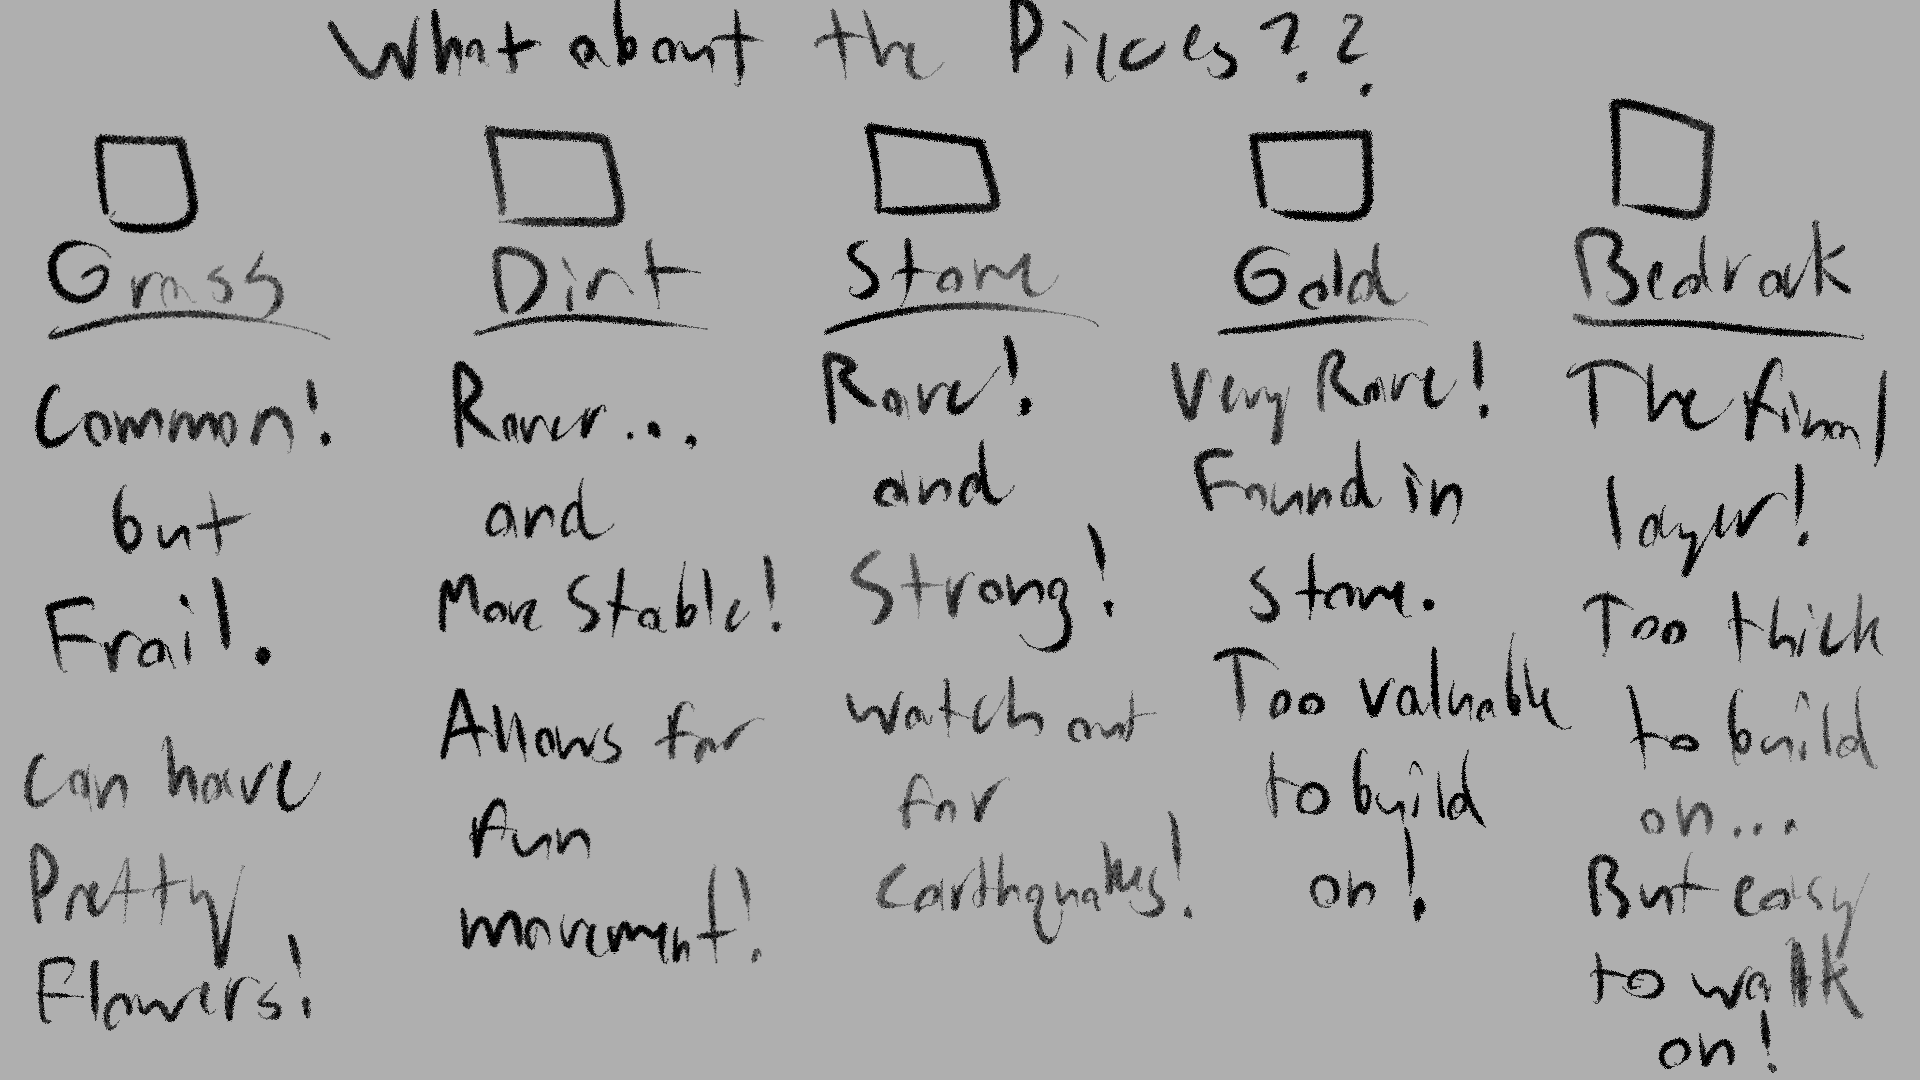 What about the Pieces??
Grass
Common!
but
Frail.
can have
Pretty
Flowers!
Dirt
Rarer...
and
More Stable!
Allows for
fun
movement!
Stone
Rare!
and
Strong!
watch out
for
earthquakes!
Gold
Very Rare!
Found in
stone.
Too valuable
to build
on!
Bedrock
The final
layer!
Too thick
to build
on...
But easy
to walk
on!